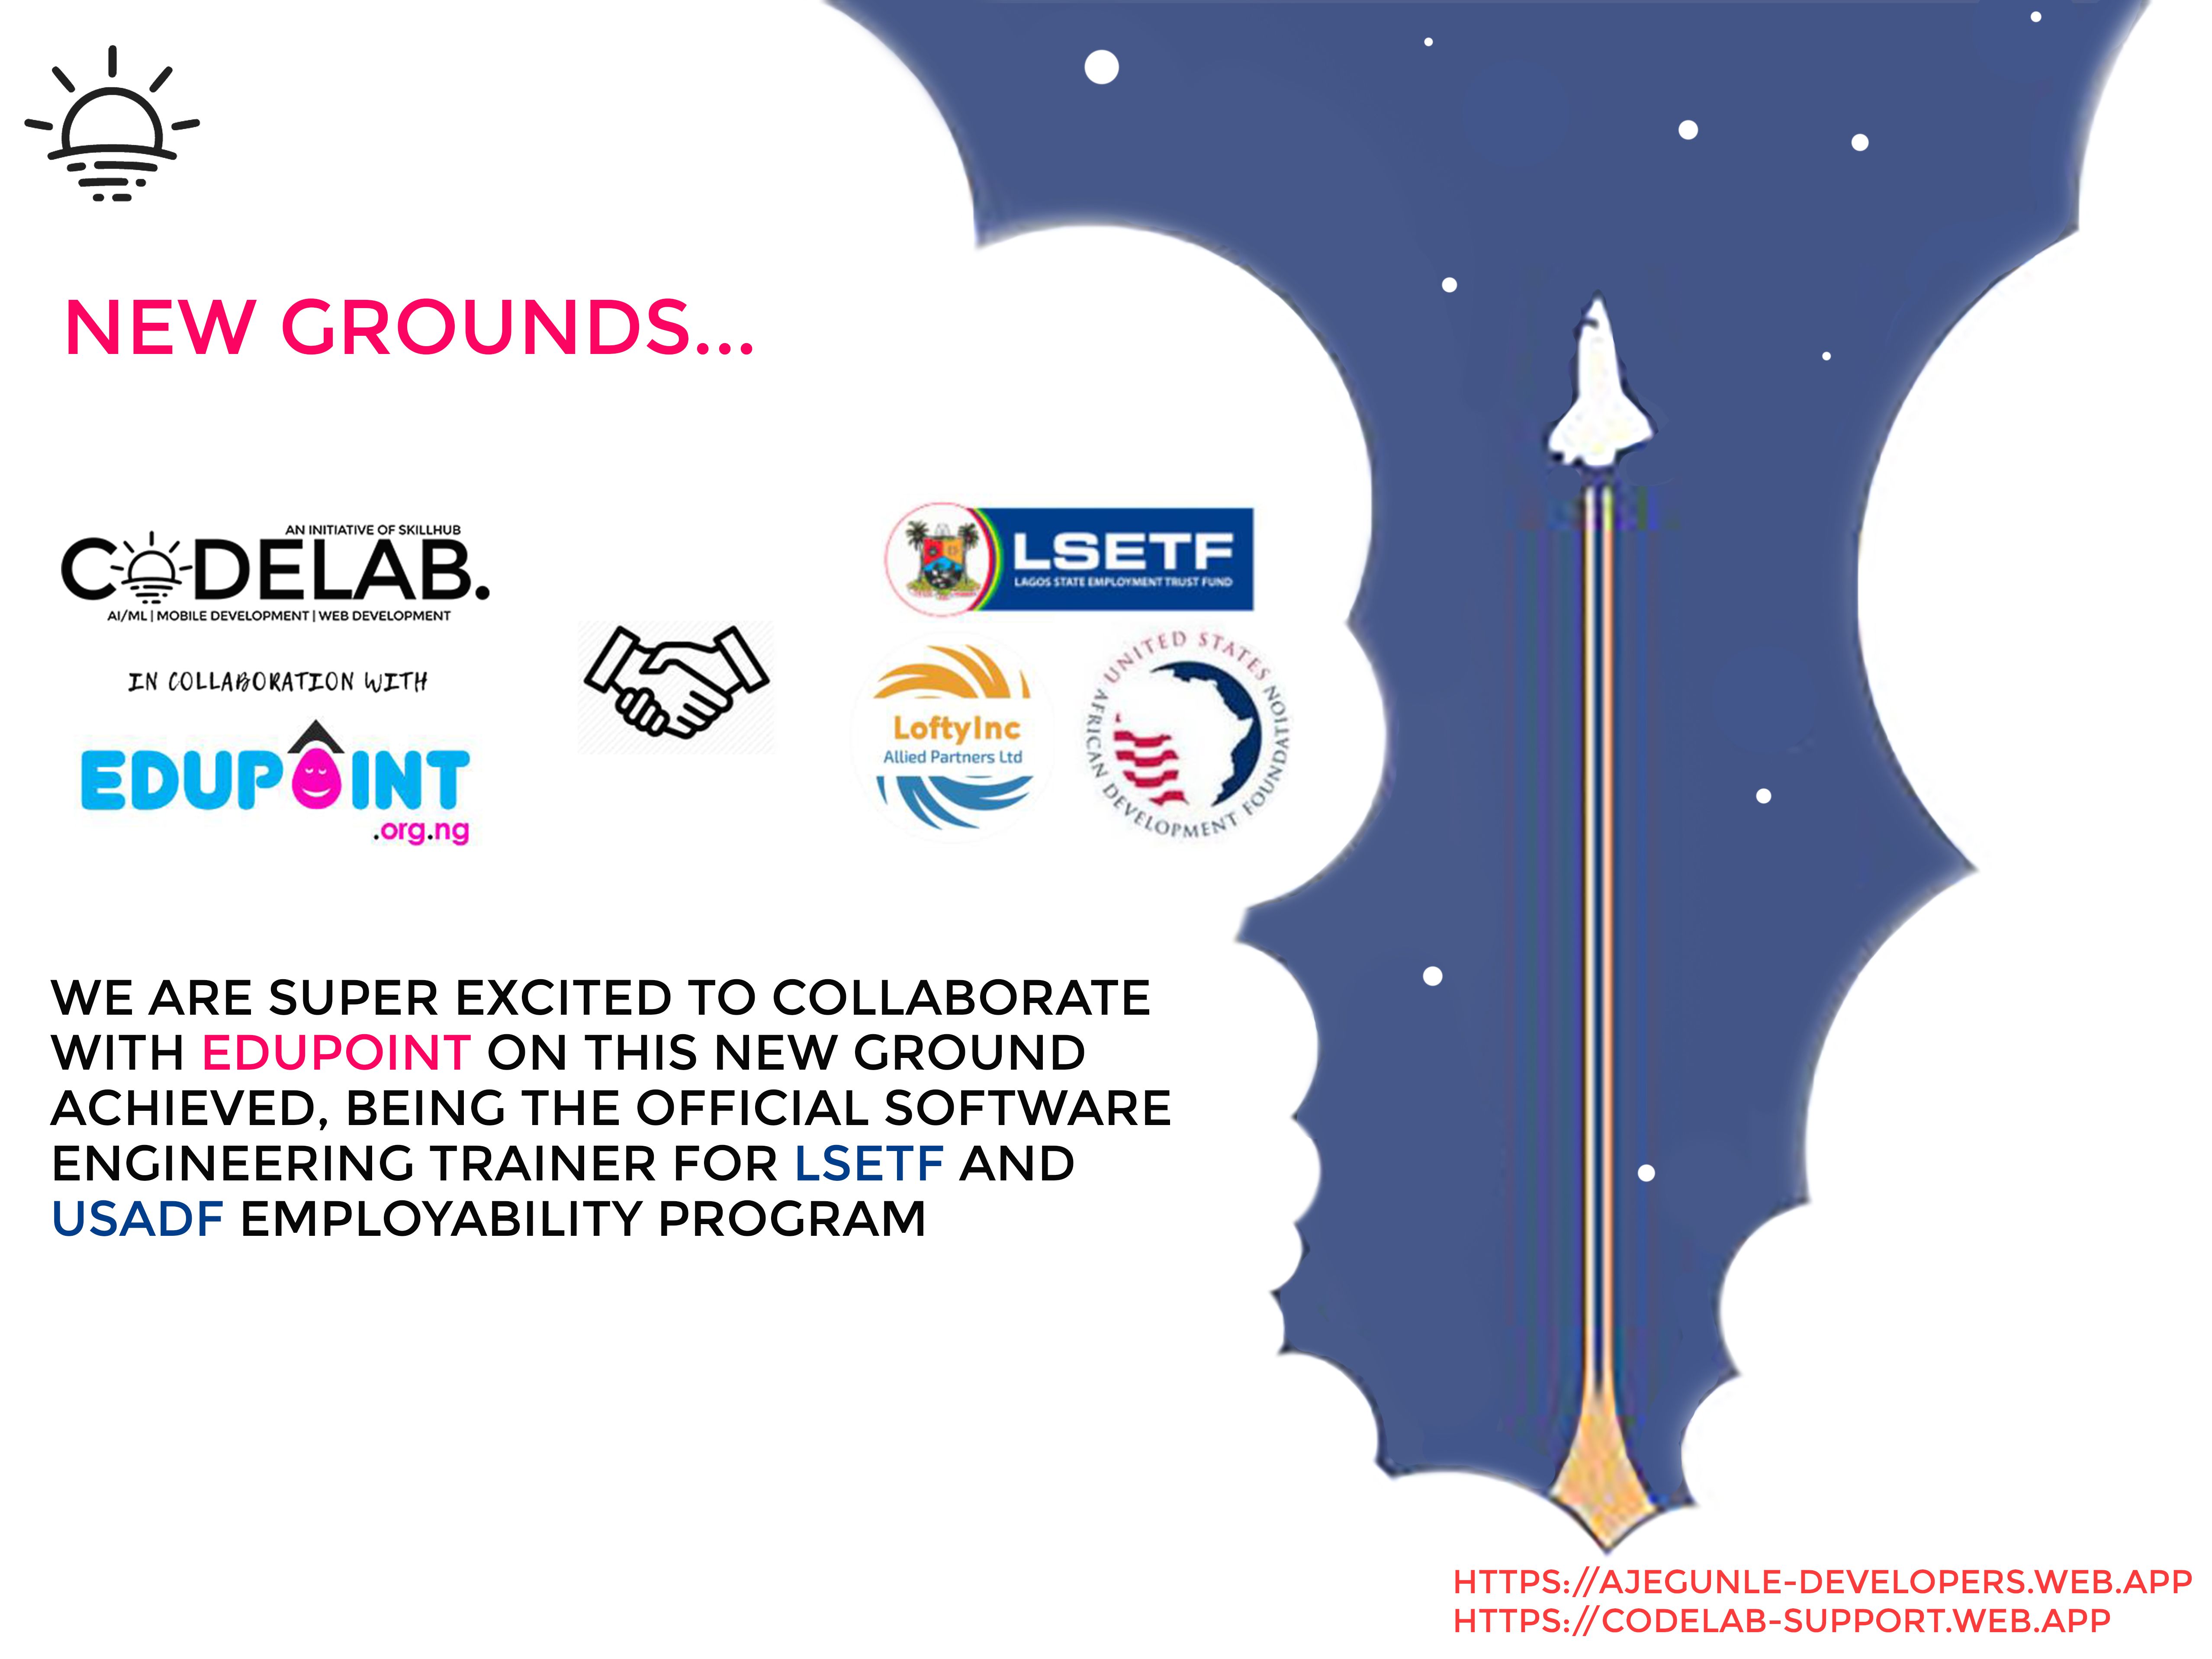 NEW GROUNDS...
AN INITIATIVE OF SKILLHUB
CODELAB.
AI/ML | MOBILE DEVELOPMENT | WEB DEVELOPMENT
IN COLLABORATION WITH
EDUPOINT
.org.ng
LSETF
LAGOS STATE EMPLOYMENT TRUST FUND
LoftyInc
Allied Partners Ltd
UNITED STATES
AFRICAN DEVELOPMENT FOUNDATION
WE ARE SUPER EXCITED TO COLLABORATE
WITH EDUPOINT ON THIS NEW GROUND
ACHIEVED, BEING THE OFFICIAL SOFTWARE
ENGINEERING TRAINER FOR LSETF AND
USADF EMPLOYABILITY PROGRAM
HTTPS://AJEGUNLE-DEVELOPERS.WEB.APP
HTTPS://CODELAB-SUPPORT.WEB.APP